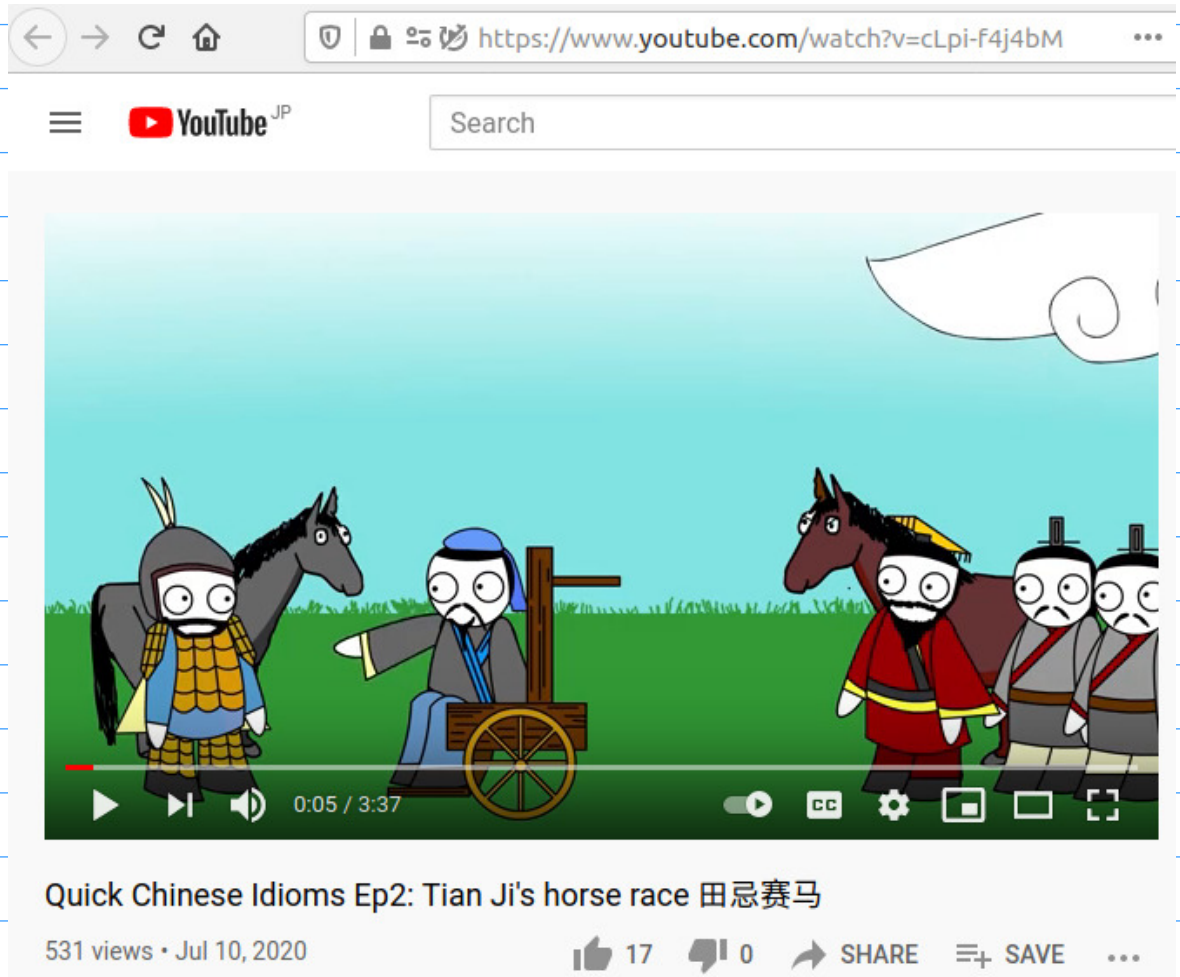 https://www.youtube.com/watch?v=cLpi-f4j4bM
YouTube JP
Search
0:05 / 3:37
CC
Quick Chinese Idioms Ep2: Tian Ji's horse race 田忌赛马
531 views • Jul 10, 2020 17 0 SHARE SAVE